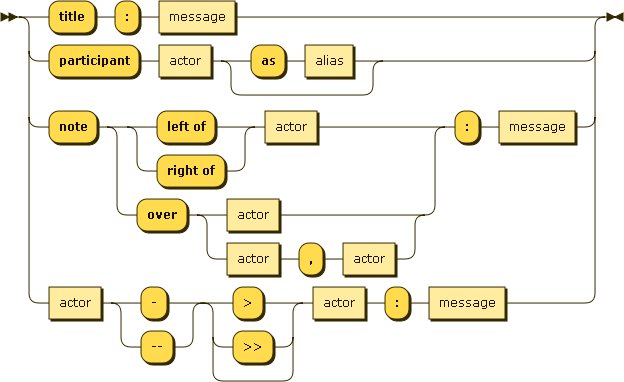 title : message
participant actor as alias
note left of actor : message
right of
over actor
actor , actor
actor - > actor : message
-- >>